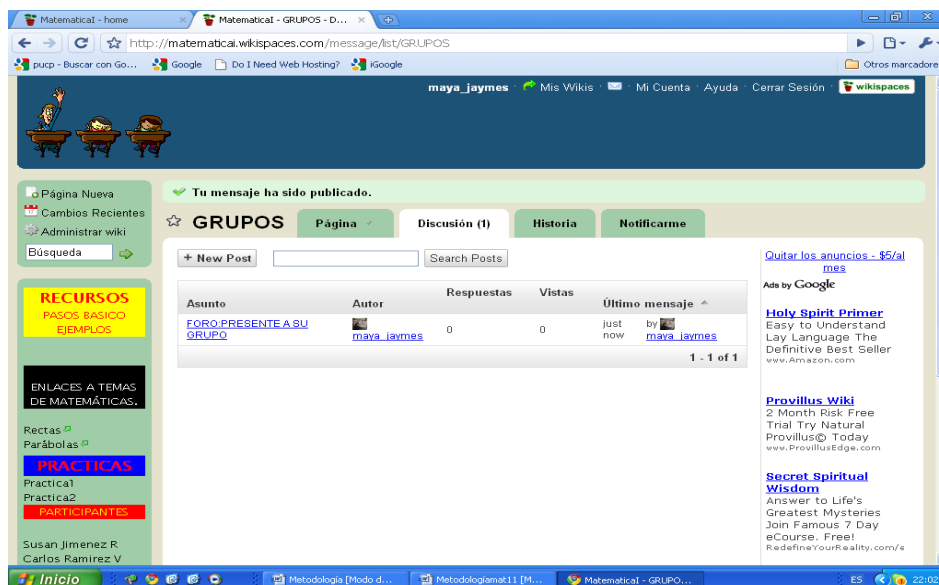 MatematicaI - home
MatematicaI - GRUPOS - D...
http://matematicai.wikispaces.com/message/list/GRUPOS
pucp - Buscar con Go...
Google
Do I Need Web Hosting?
iGoogle
Otros marcadore
maya_jaymes · Mis Wikis · · Mi Cuenta · Ayuda · Cerrar Sesión · wikispaces
Página Nueva
Cambios Recientes
Administrar wiki
Búsqueda
RECURSOS
PASOS BASICO
EJEMPLOS
ENLACES A TEMAS
DE MATEMÁTICAS.
Rectas
Parábolas
PRACTICAS
Practica1
Practica2
PARTICIPANTES
Susan Jimenez R
Carlos Ramirez V
Tu mensaje ha sido publicado.
GRUPOS
Página
Discusión (1)
Historia
Notificarme
+ New Post
Search Posts
Asunto Autor Respuestas Vistas Último mensaje
FORO:PRESENTE A SU
GRUPO
maya_jaymes
0
0
just
now
by
maya_jaymes
1 - 1 of 1
Quitar los anuncios - $5/al
mes
Ads by Google
Holy Spirit Primer
Easy to Understand
Lay Language The
Definitive Best Seller
www.Amazon.com
Provillus Wiki
2 Month Risk Free
Trial Try Natural
Provillus© Today
www.ProvillusEdge.com
Secret Spiritual
Wisdom
Answer to Life's
Greatest Mysteries
Join Famous 7 Day
eCourse. Free!
RedefineYourReality.com/e
Inicio
Metodología [Modo d...
Metodologíamat11 [M...
MatematicaI - GRUPO...
ES
22:02